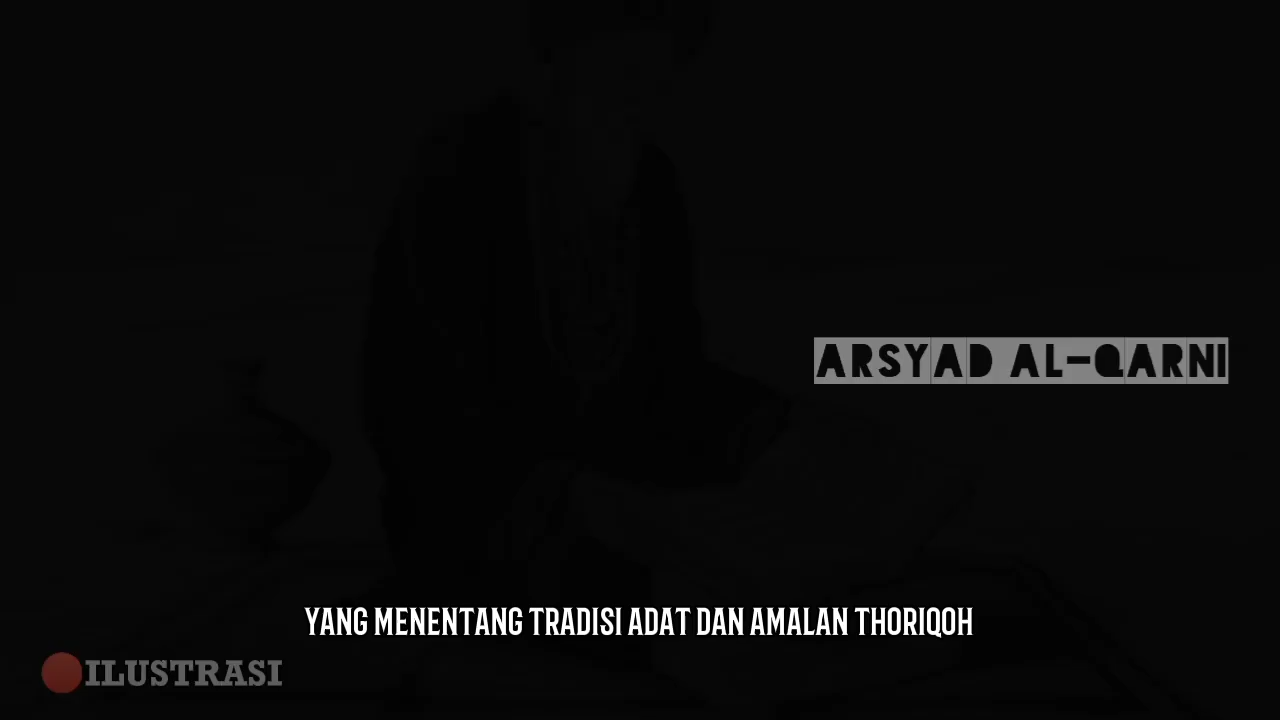 ARSYAD AL-QARNI
YANG MENENTANG TRADISI ADAT DAN AMALAN THORIQOH
ILUSTRASI